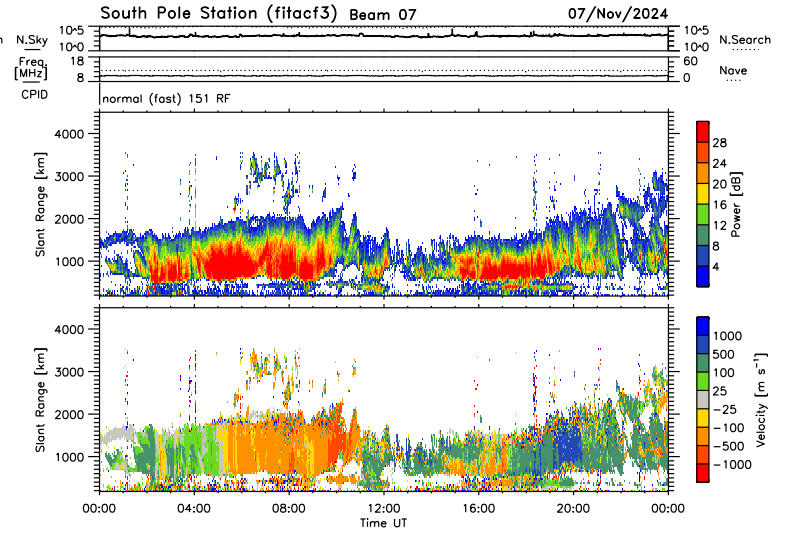 South Pole Station (fitacf3) Beam 07 07/Nov/2024
N.Sky 10^5 10^0 10^5 10^0 N.Search
Freq. [MHz] 18 8 60 0 Nave
CPID normal (fast) 151 RF
Slant Range [km]
4000
3000
2000
1000
28
24
20
16
12
8
4
Power [dB]
Slant Range [km]
4000
3000
2000
1000
1000
500
100
25
-25
-100
-500
-1000
Velocity [m s⁻¹]
00:00 04:00 08:00 12:00 16:00 20:00 00:00
Time UT